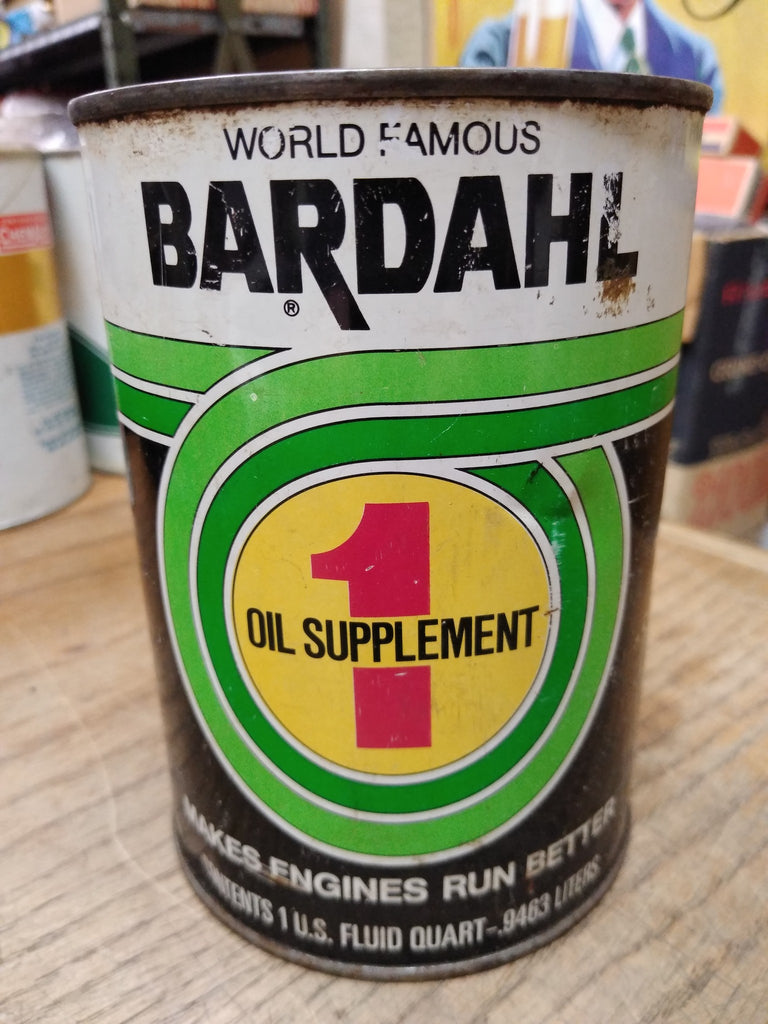 WORLD FAMOUS
BARDAHL
®
1
OIL SUPPLEMENT
MAKES ENGINES RUN BETTER
CONTENTS 1 U.S. FLUID QUART-.9463 LITERS